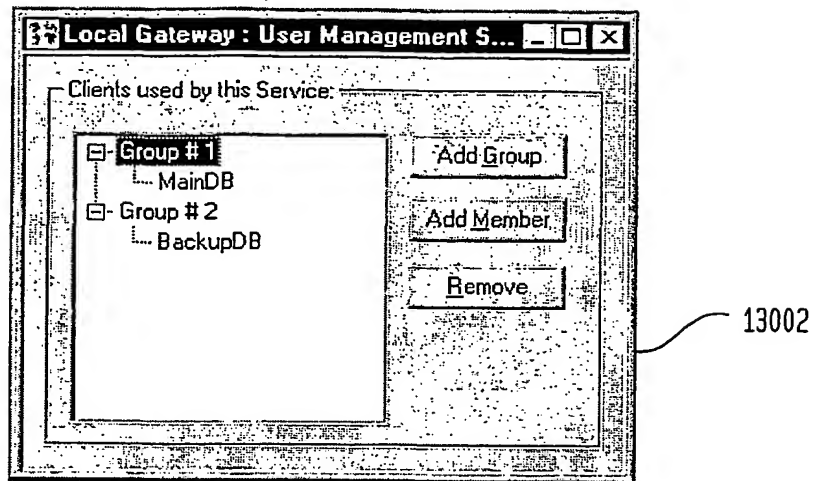 Local Gateway : User Management S...
Clients used by this Service:
Group # 1
MainDB
Group # 2
BackupDB
Add Group
Add Member
Remove
13002